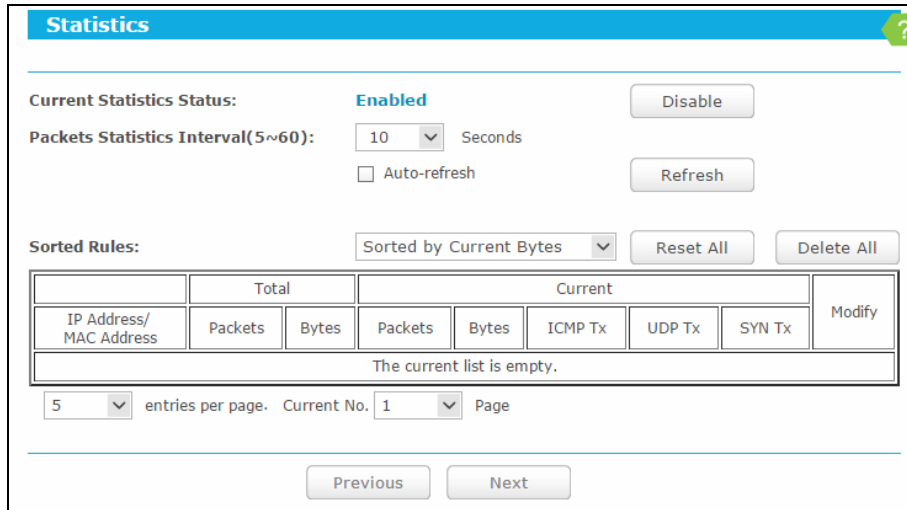 Statistics
?
Current Statistics Status: Enabled Disable
Packets Statistics Interval(5~60): 10 Seconds
Auto-refresh Refresh
Sorted Rules: Sorted by Current Bytes Reset All Delete All
Total Current
IP Address/
MAC Address Packets Bytes Packets Bytes ICMP Tx UDP Tx SYN Tx Modify
The current list is empty.
5 entries per page. Current No. 1 Page
Previous Next